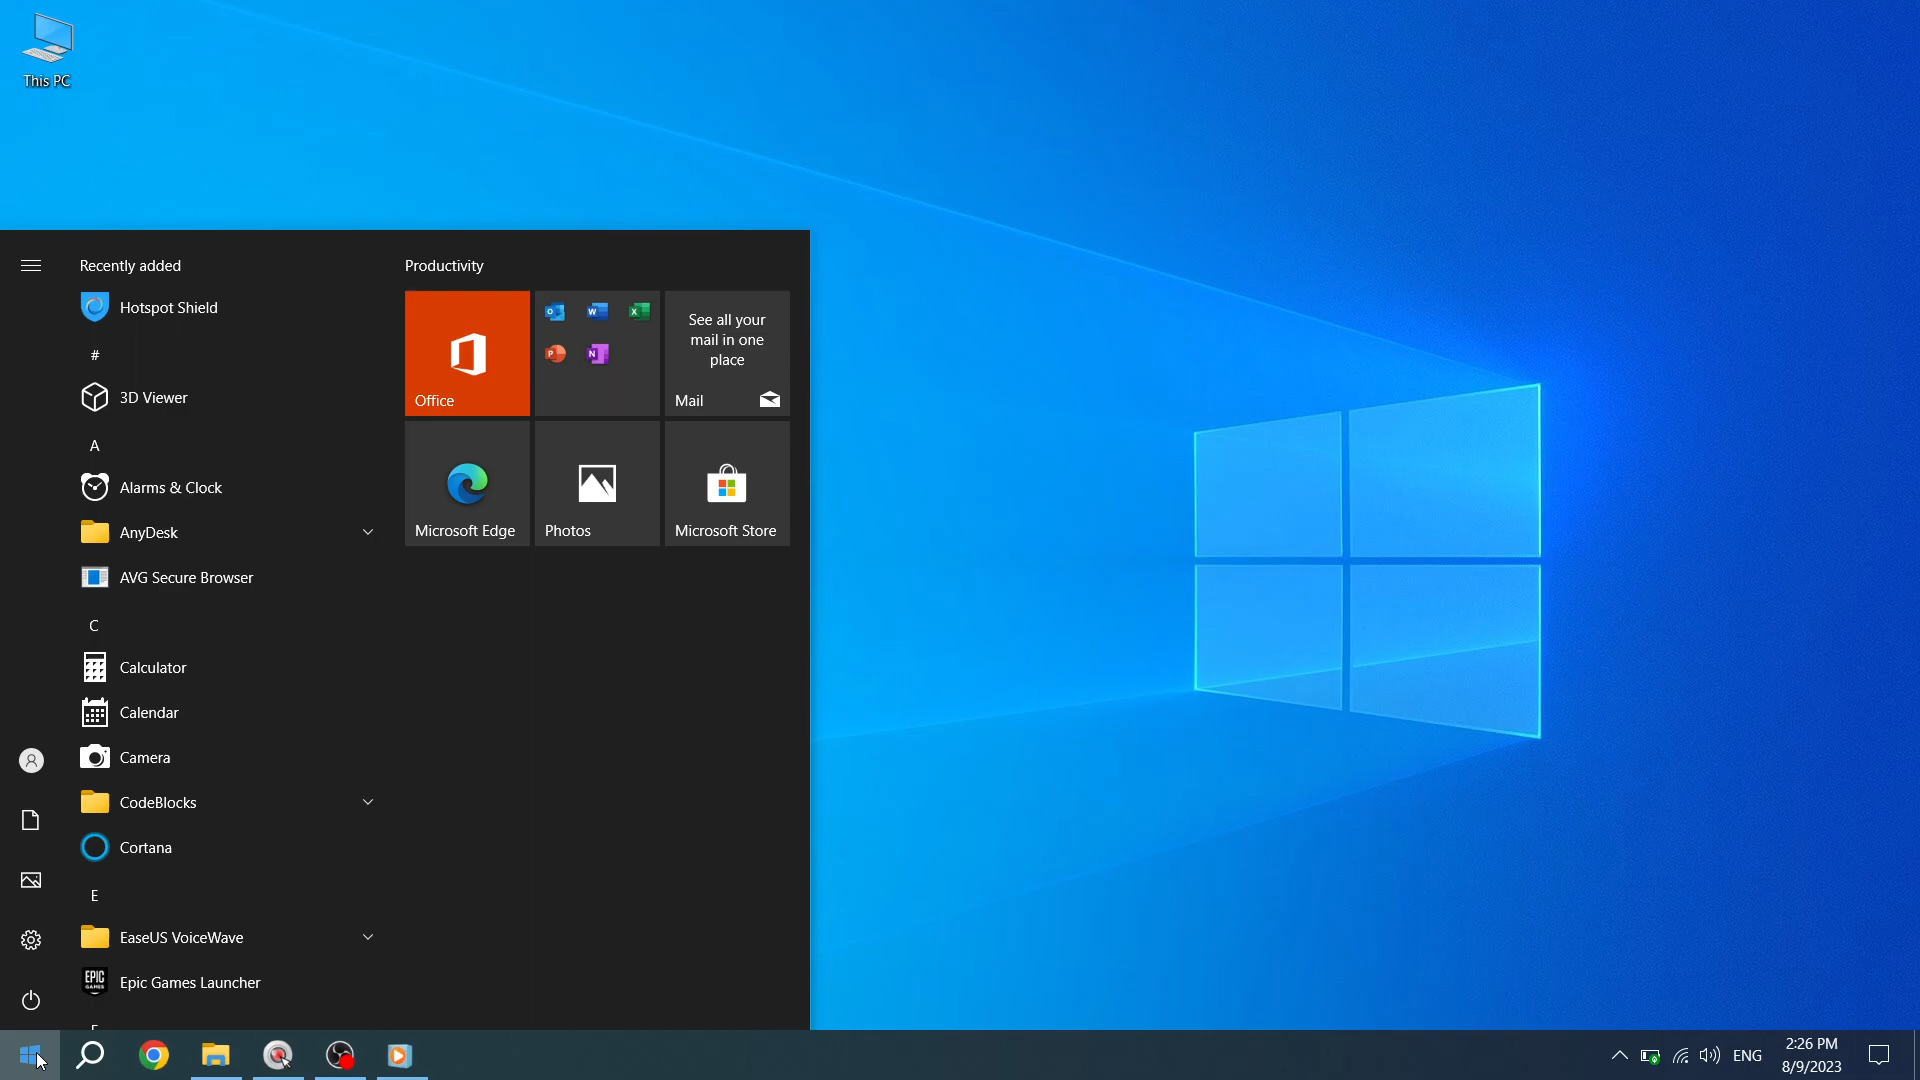 This PC
Recently added
Hotspot Shield
#
3D Viewer
A
Alarms & Clock
AnyDesk
AVG Secure Browser
C
Calculator
Calendar
Camera
CodeBlocks
Cortana
E
EaseUS VoiceWave
EPIC
GAMES
Epic Games Launcher
Productivity
Office
O
W
X
P
N
See all your
mail in one
place
Mail
Microsoft Edge
Photos
Microsoft Store
ENG
2:26 PM
8/9/2023